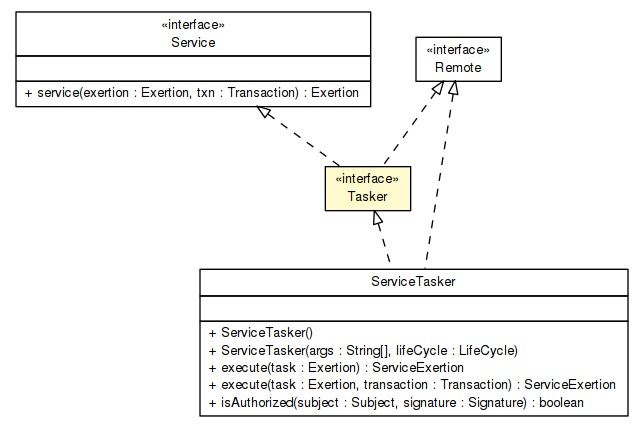 «interface»
Service
+ service(exertion : Exertion, txn : Transaction) : Exertion
«interface»
Remote
«interface»
Tasker
ServiceTasker
+ ServiceTasker()
+ ServiceTasker(args : String[], lifeCycle : LifeCycle)
+ execute(task : Exertion) : ServiceExertion
+ execute(task : Exertion, transaction : Transaction) : ServiceExertion
+ isAuthorized(subject : Subject, signature : Signature) : boolean